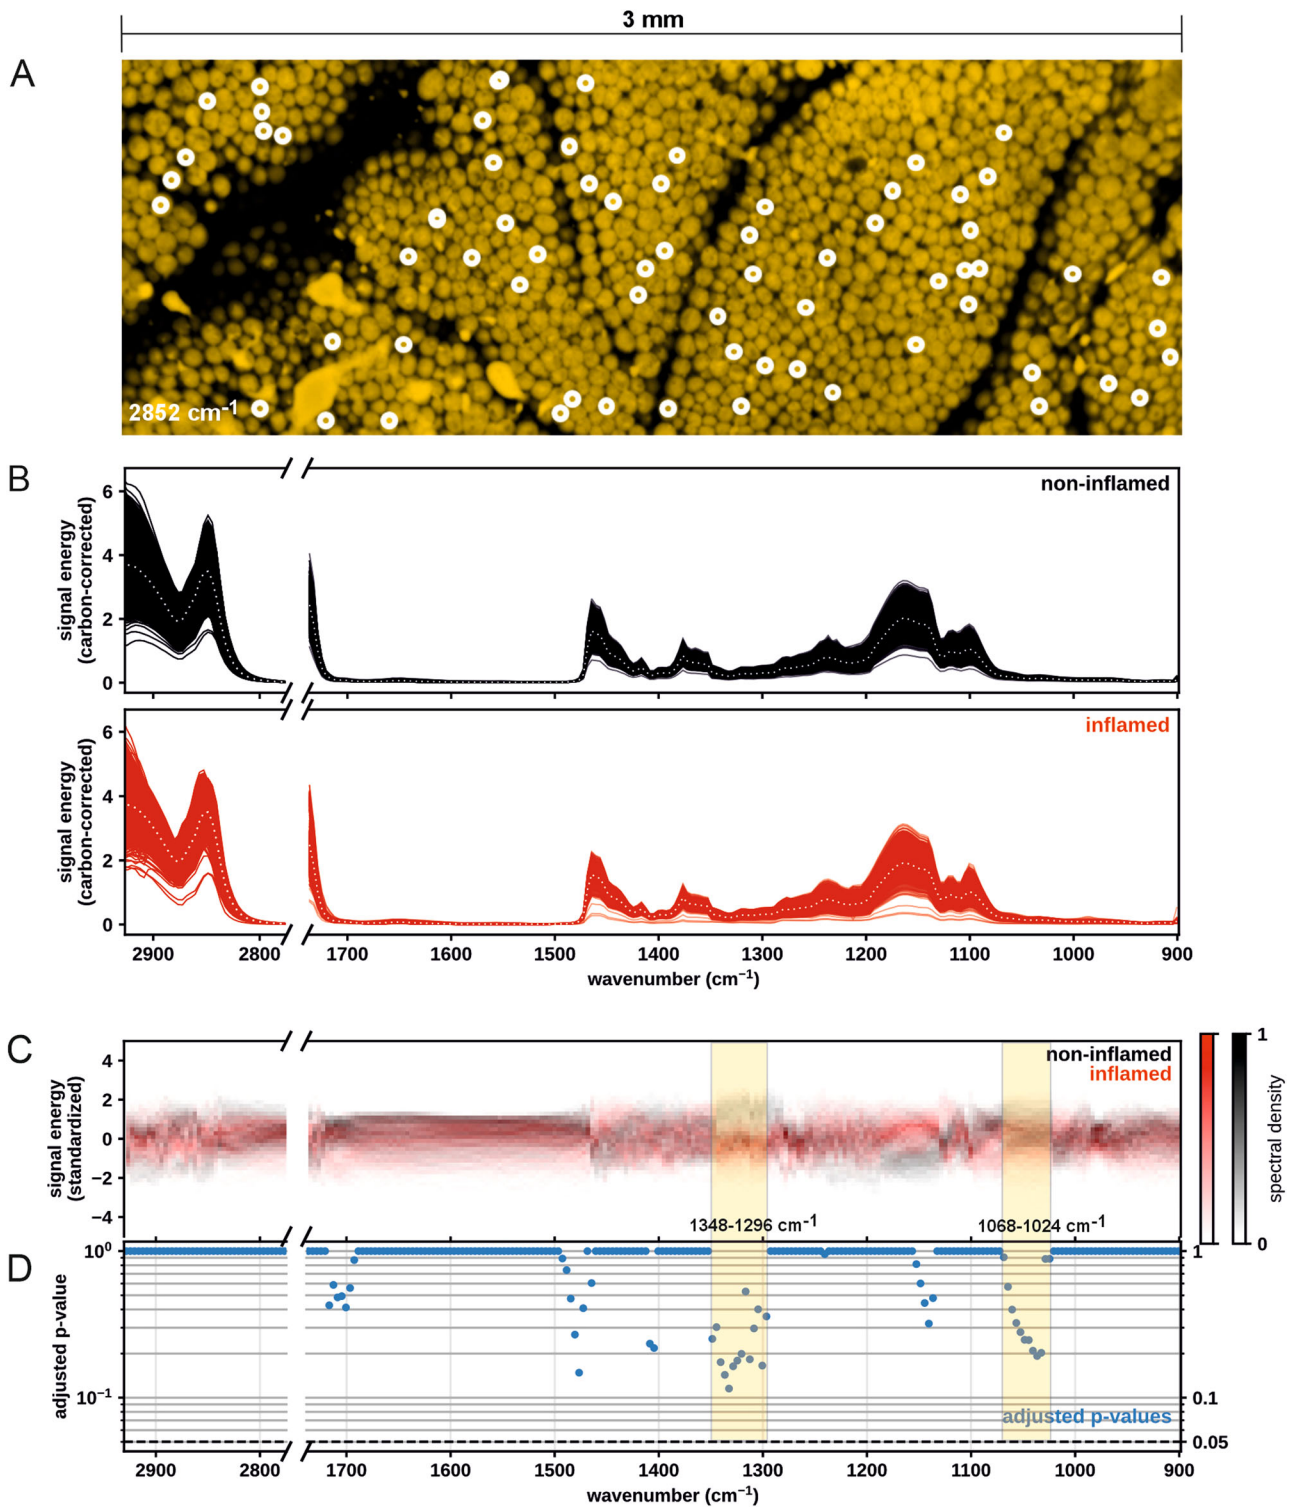 3 mm
A
2852 cm-1
B
non-inflamed
signal energy
(carbon-corrected)
6
4
2
0
inflamed
signal energy
(carbon-corrected)
6
4
2
0
2900 2800 1700 1600 1500 1400 1300 1200 1100 1000 900
wavenumber (cm−1)
C
non-inflamed
inflamed
signal energy
(standardized)
4
2
0
−2
−4
1348-1296 cm-1
1068-1024 cm-1
1
0
spectral density
D
adjusted p-value
10⁰
10−1
1
0.1
0.05
adjusted p-values
2900 2800 1700 1600 1500 1400 1300 1200 1100 1000 900
wavenumber (cm−1)